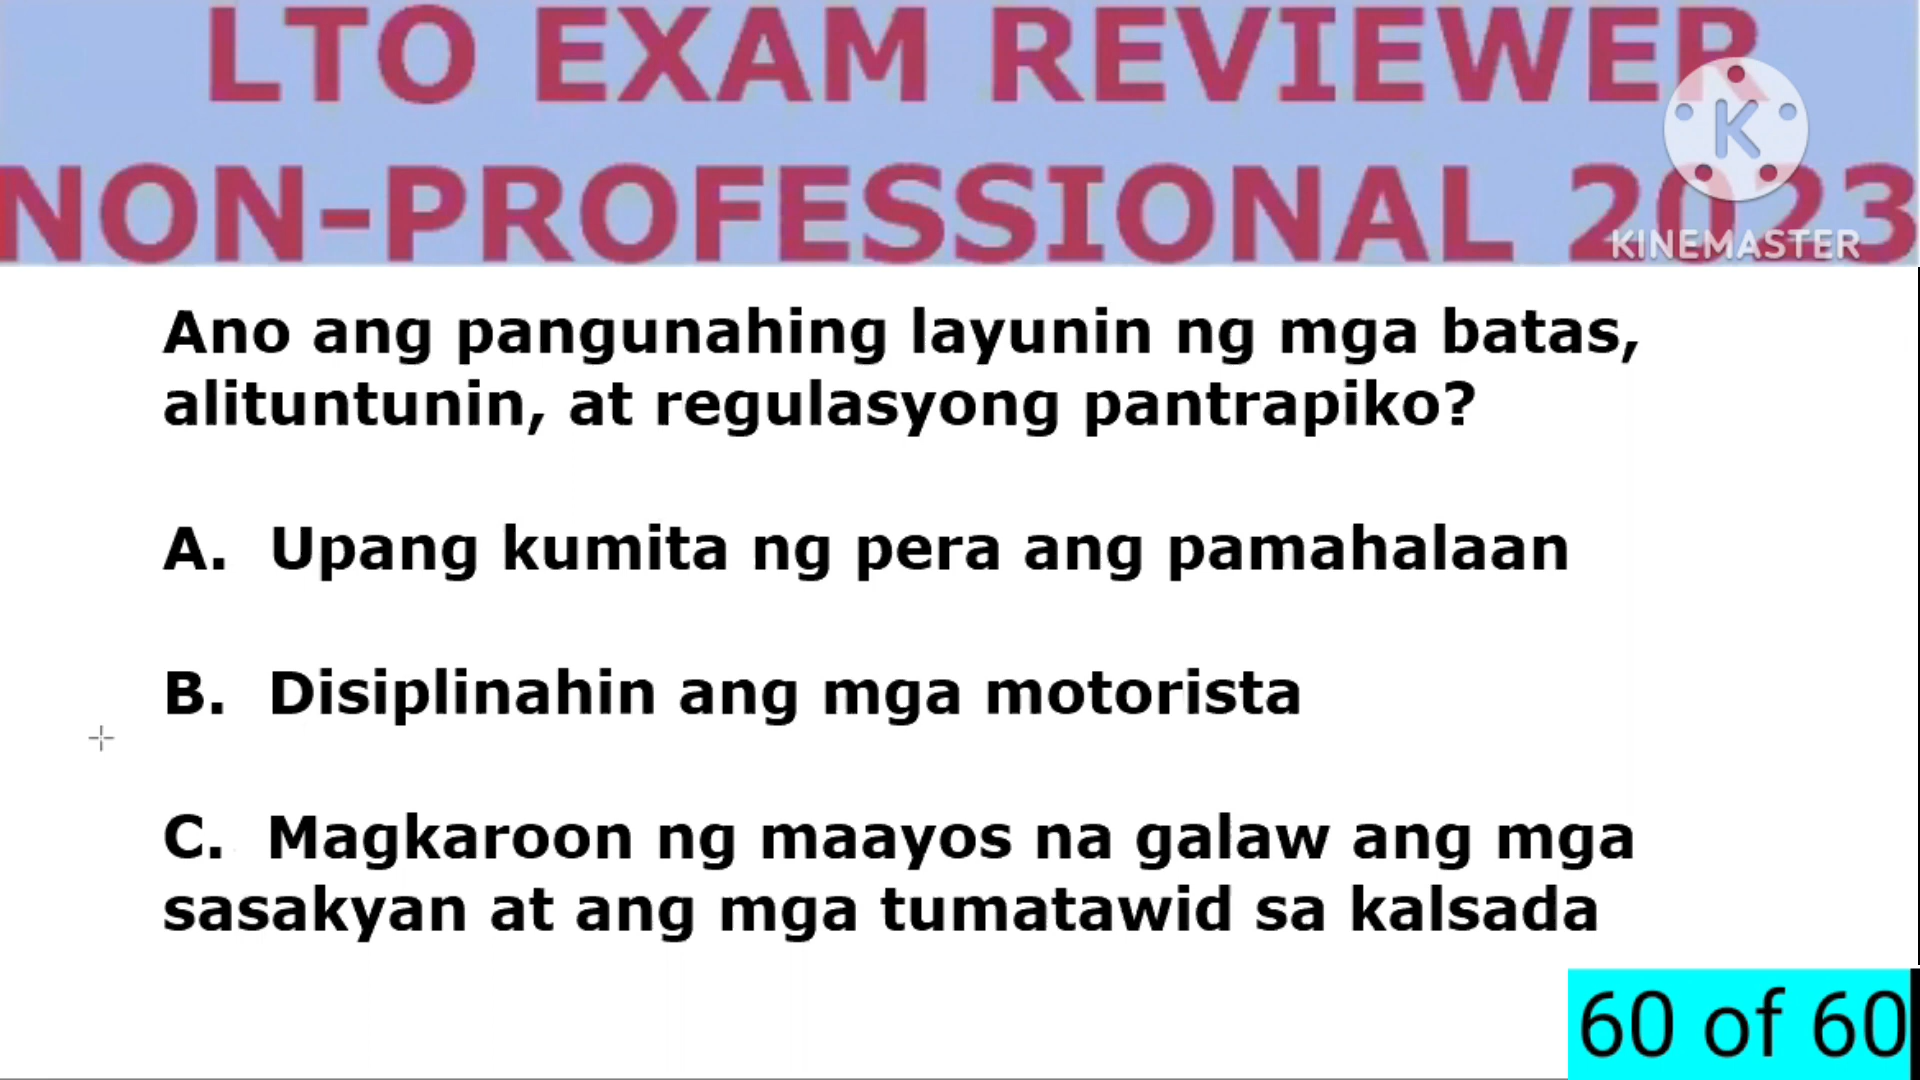 LTO EXAM REVIEWER
NON-PROFESSIONAL 2023
K
KINEMASTER
Ano ang pangunahing layunin ng mga batas,
alituntunin, at regulasyong pantrapiko?
A. Upang kumita ng pera ang pamahalaan
B. Disiplinahin ang mga motorista
C. Magkaroon ng maayos na galaw ang mga
sasakyan at ang mga tumatawid sa kalsada
60 of 60